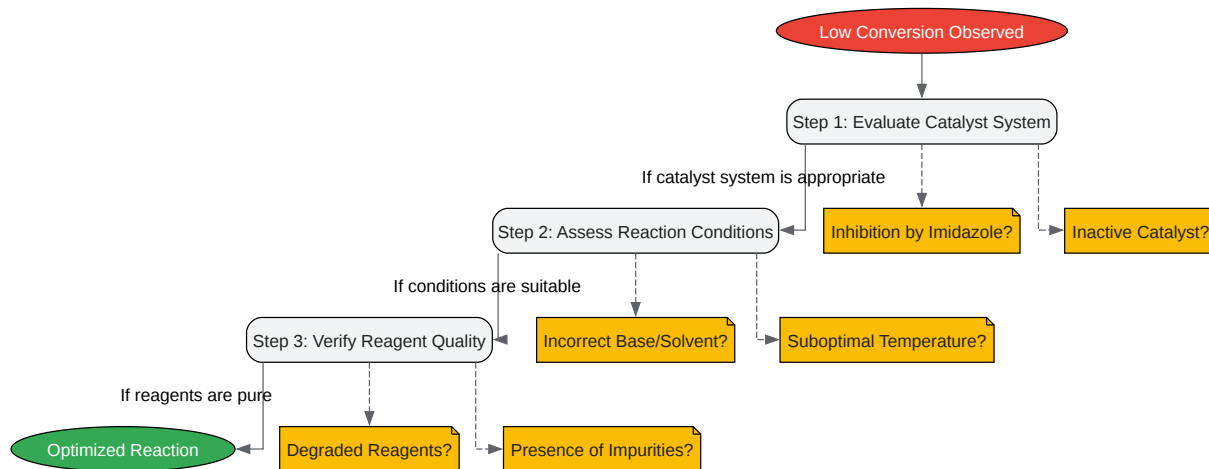 Low Conversion Observed
Step 1: Evaluate Catalyst System
If catalyst system is appropriate
Step 2: Assess Reaction Conditions
Inhibition by Imidazole?
Inactive Catalyst?
If conditions are suitable
Step 3: Verify Reagent Quality
Incorrect Base/Solvent?
Suboptimal Temperature?
If reagents are pure
Optimized Reaction
Degraded Reagents?
Presence of Impurities?